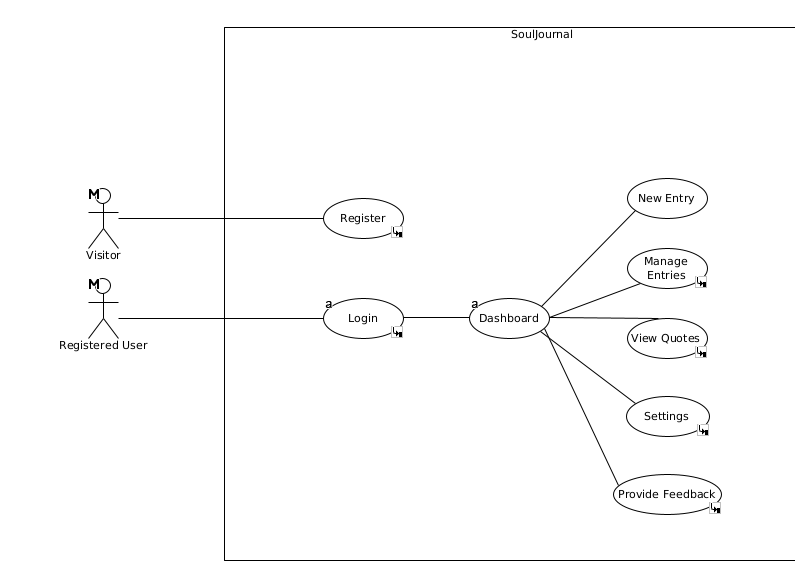 SoulJournal
M
Visitor
Register
New Entry
Manage
Entries
M
Registered User
a
Login
a
Dashboard
View Quotes
Settings
Provide Feedback